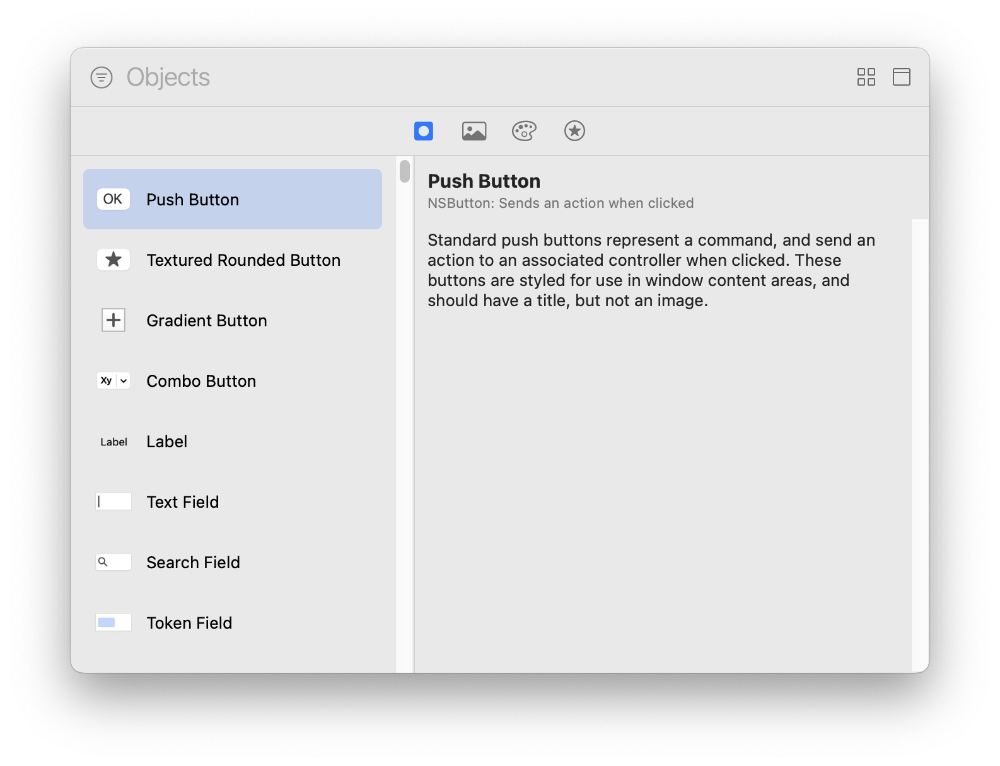 Objects
OK
Push Button
Textured Rounded Button
Gradient Button
Xy
Combo Button
Label
Label
Text Field
Search Field
Token Field
Push Button
NSButton: Sends an action when clicked
Standard push buttons represent a command, and send an
action to an associated controller when clicked. These
buttons are styled for use in window content areas, and
should have a title, but not an image.